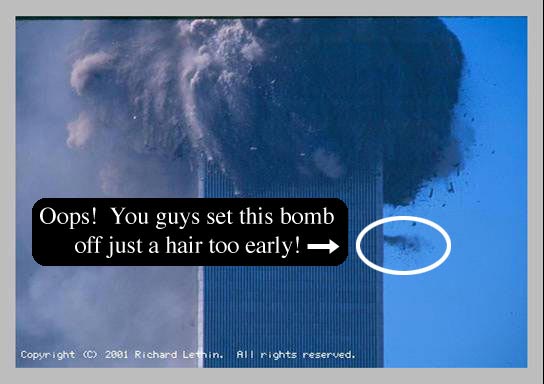 Oops!  You guys set this bomb
off just a hair too early!
Copyright (C) 2001 Richard Lethin.  All rights reserved.